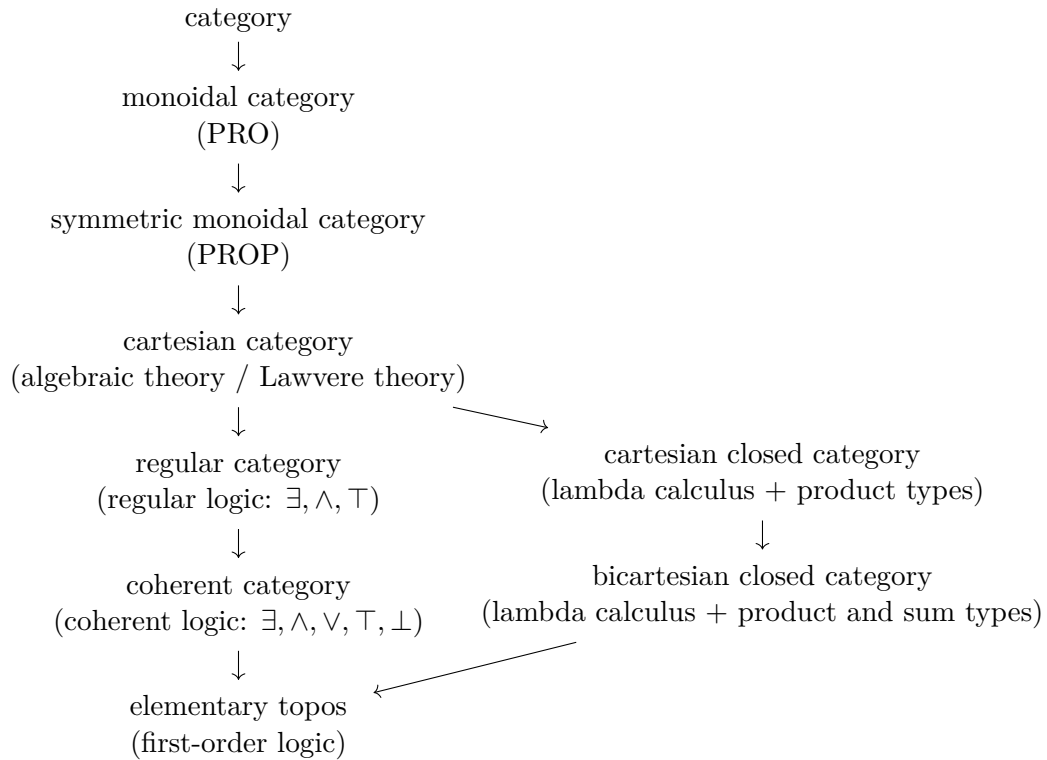 category
monoidal category
(PRO)
symmetric monoidal category
(PROP)
cartesian category
(algebraic theory / Lawvere theory)
regular category
(regular logic: ∃, ∧, ⊤)
cartesian closed category
(lambda calculus + product types)
coherent category
(coherent logic: ∃, ∧, ∨, ⊤, ⊥)
bicartesian closed category
(lambda calculus + product and sum types)
elementary topos
(first-order logic)